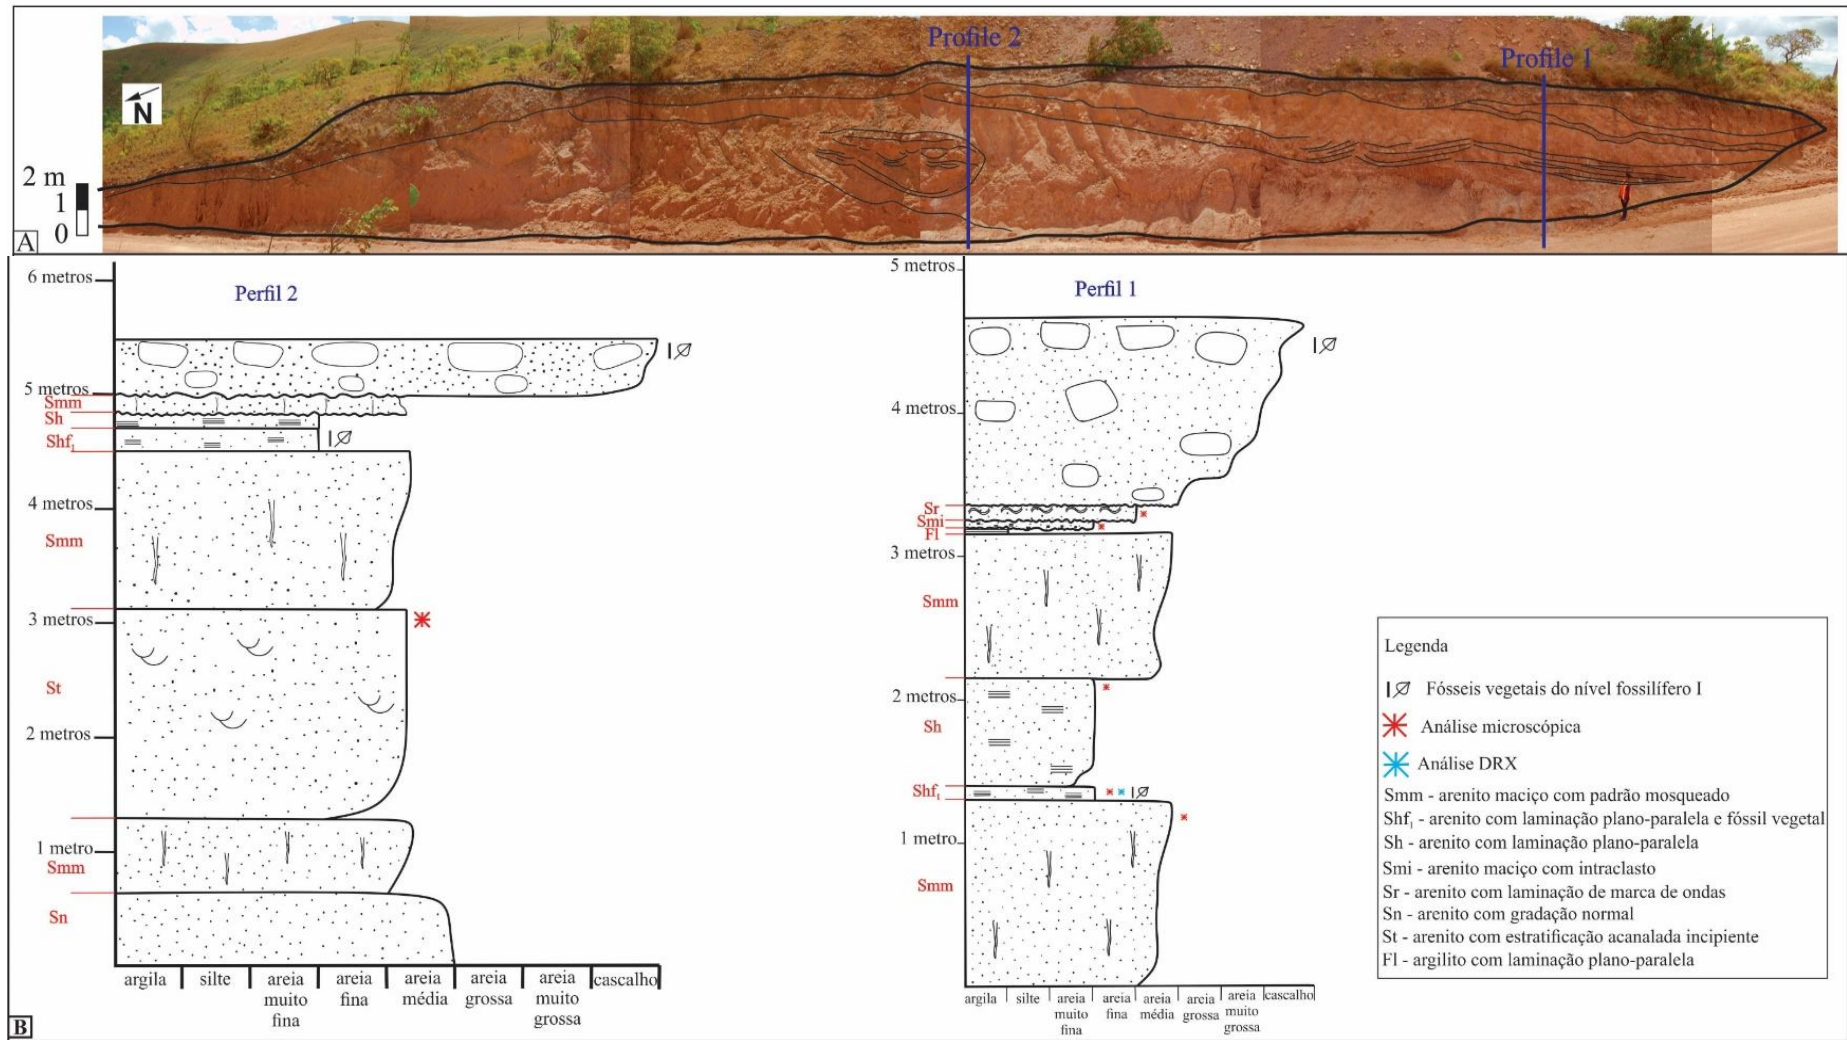 Profile 2
Profile 1
N
2 m
1
0
A
6 metros
Perfil 2
5 metros
Smm
Sh
Shf₁
4 metros
Smm
3 metros
St
2 metros
1 metro
Smm
Sn
argila
silte
areia
muito
fina
areia
fina
areia
média
areia
grossa
areia
muito
grossa
cascalho
B
5 metros
Perfil 1
4 metros
Sr
Smi
Fl
3 metros
Smm
2 metros
Sh
Shf₁
1 metro
Smm
argila
silte
areia
muito
fina
areia
fina
areia
média
areia
grossa
areia
muito
grossa
cascalho
Legenda
I Fósseis vegetais do nível fossilífero I
Análise microscópica
Análise DRX
Smm - arenito maciço com padrão mosqueado
Shf₁ - arenito com laminação plano-paralela e fóssil vegetal
Sh - arenito com laminação plano-paralela
Smi - arenito maciço com intraclasto
Sr - arenito com laminação de marca de ondas
Sn - arenito com gradação normal
St - arenito com estratificação acanalada incipiente
Fl - argilito com laminação plano-paralela